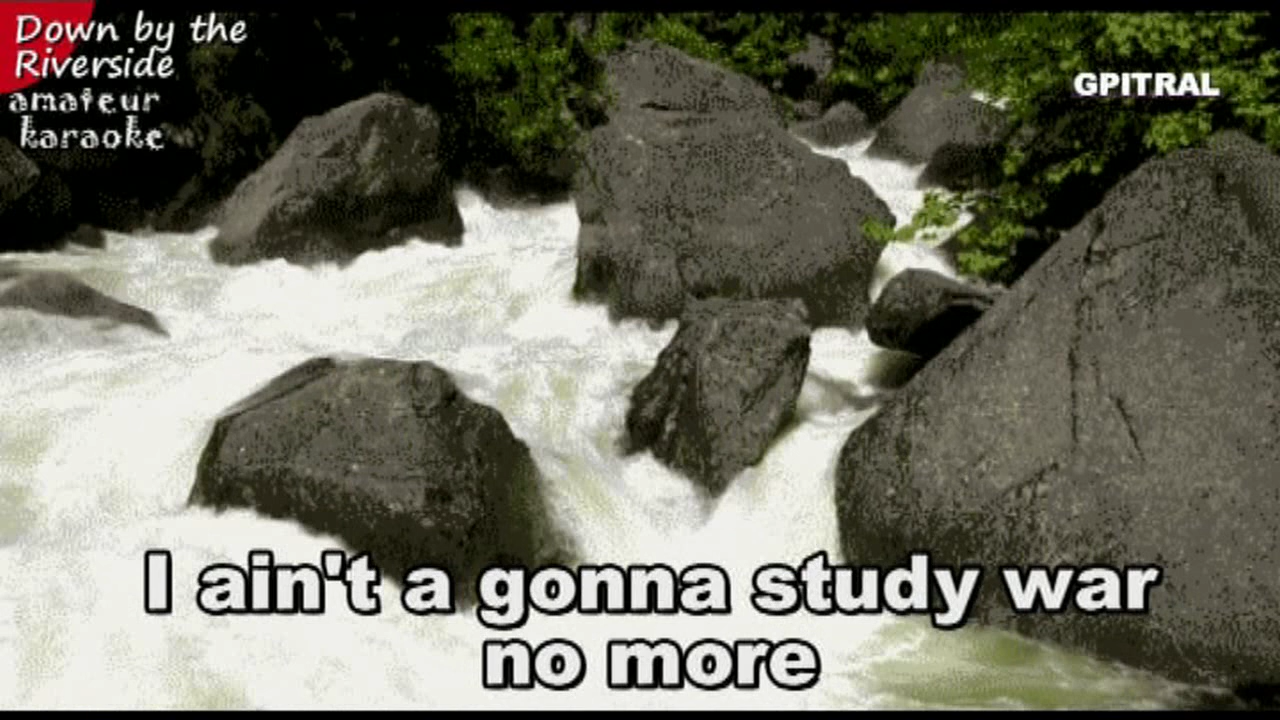 Down by the
Riverside
amateur
karaoke
GPITRAL
I ain't a gonna study war
no more